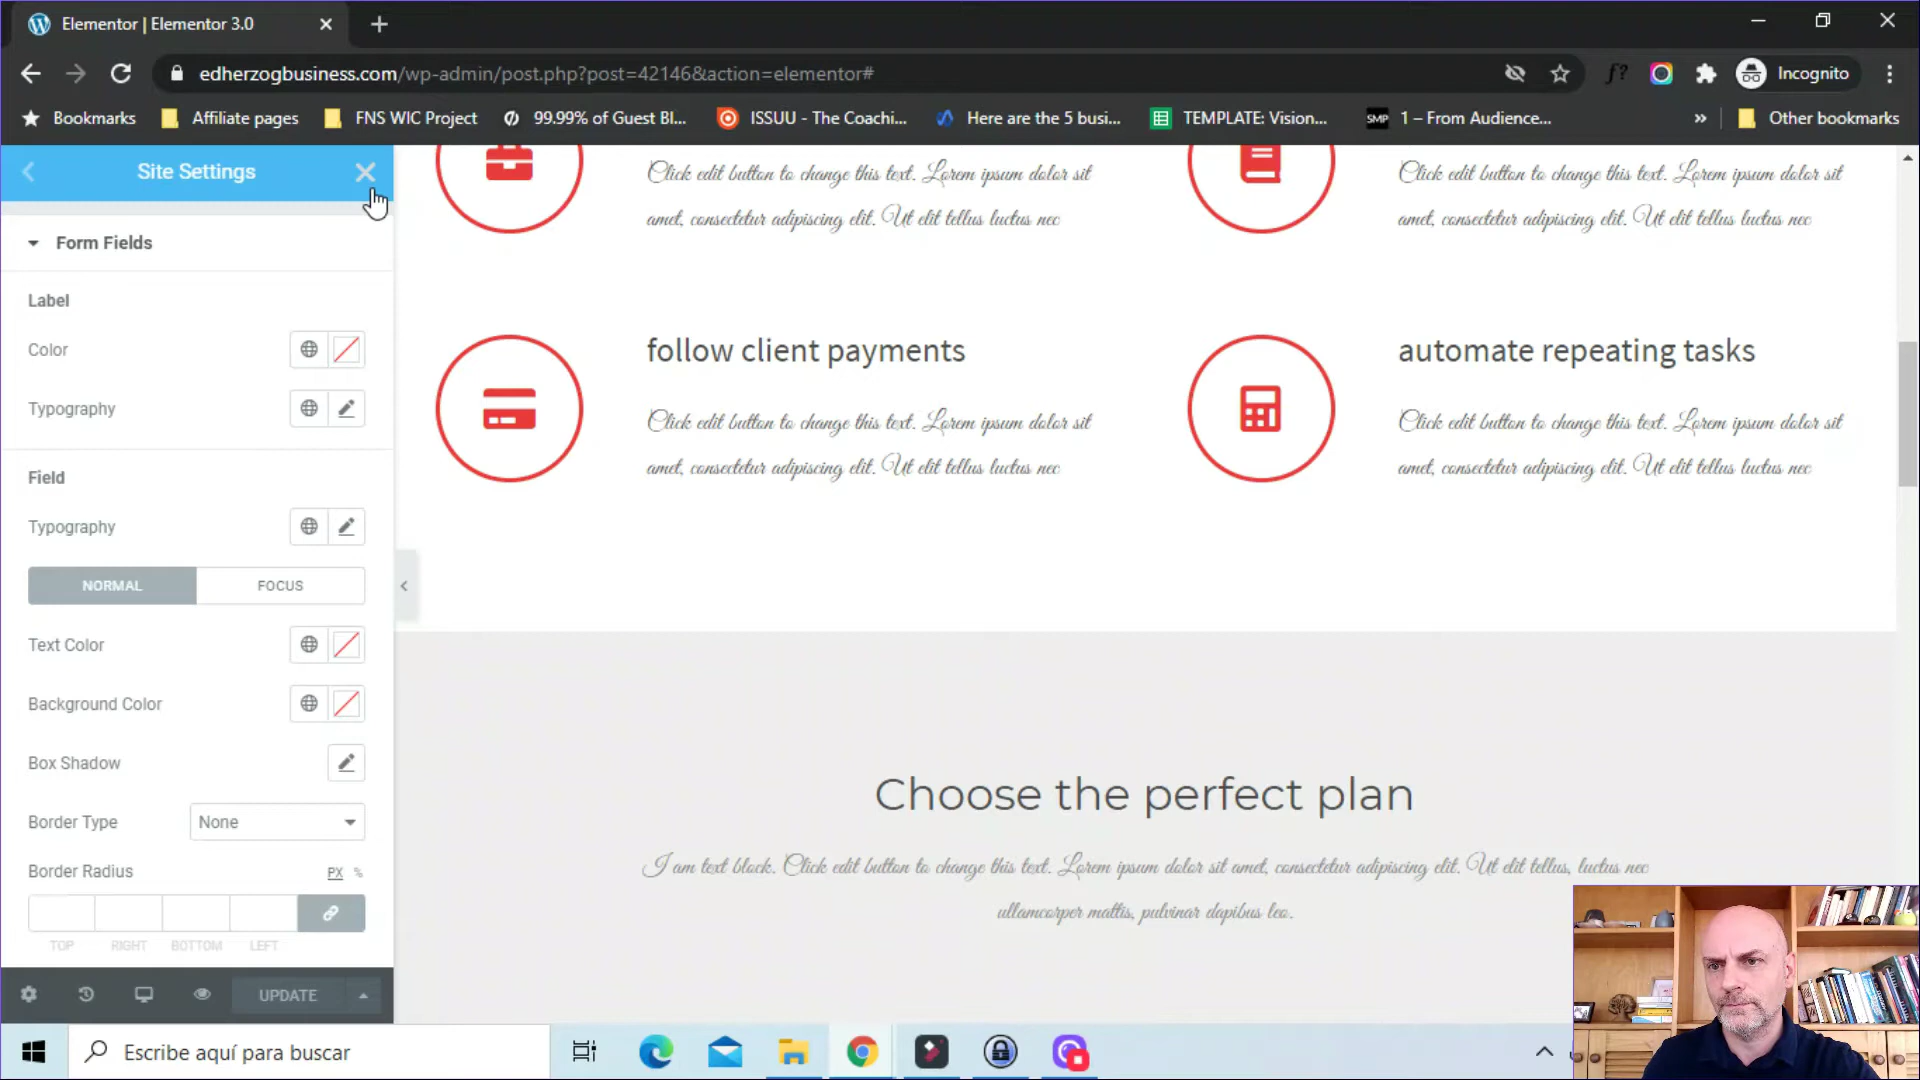 Elementor | Elementor 3.0
edherzogbusiness.com/wp-admin/post.php?post=42146&action=elementor#
f?
Incognito
Bookmarks
Affiliate pages
FNS WIC Project
99.99% of Guest Bl...
ISSUU - The Coachi...
Here are the 5 busi...
TEMPLATE: Vision...
SMP
1 – From Audience...
»
Other bookmarks
Site Settings
Form Fields
Label
Color
Typography
Field
Typography
NORMAL
FOCUS
Text Color
Background Color
Box Shadow
Border Type
None
Border Radius
PX %
TOP RIGHT BOTTOM LEFT
UPDATE
Click edit button to change this text. Lorem ipsum dolor sit
amet, consectetur adipiscing elit. Ut elit tellus luctus nec
Click edit button to change this text. Lorem ipsum dolor sit
amet, consectetur adipiscing elit. Ut elit tellus luctus nec
follow client payments
Click edit button to change this text. Lorem ipsum dolor sit
amet, consectetur adipiscing elit. Ut elit tellus luctus nec
automate repeating tasks
Click edit button to change this text. Lorem ipsum dolor sit
amet, consectetur adipiscing elit. Ut elit tellus luctus nec
Choose the perfect plan
I am text block. Click edit button to change this text. Lorem ipsum dolor sit amet, consectetur adipiscing elit. Ut elit tellus, luctus nec
ullamcorper mattis, pulvinar dapibus leo.
Escribe aquí para buscar